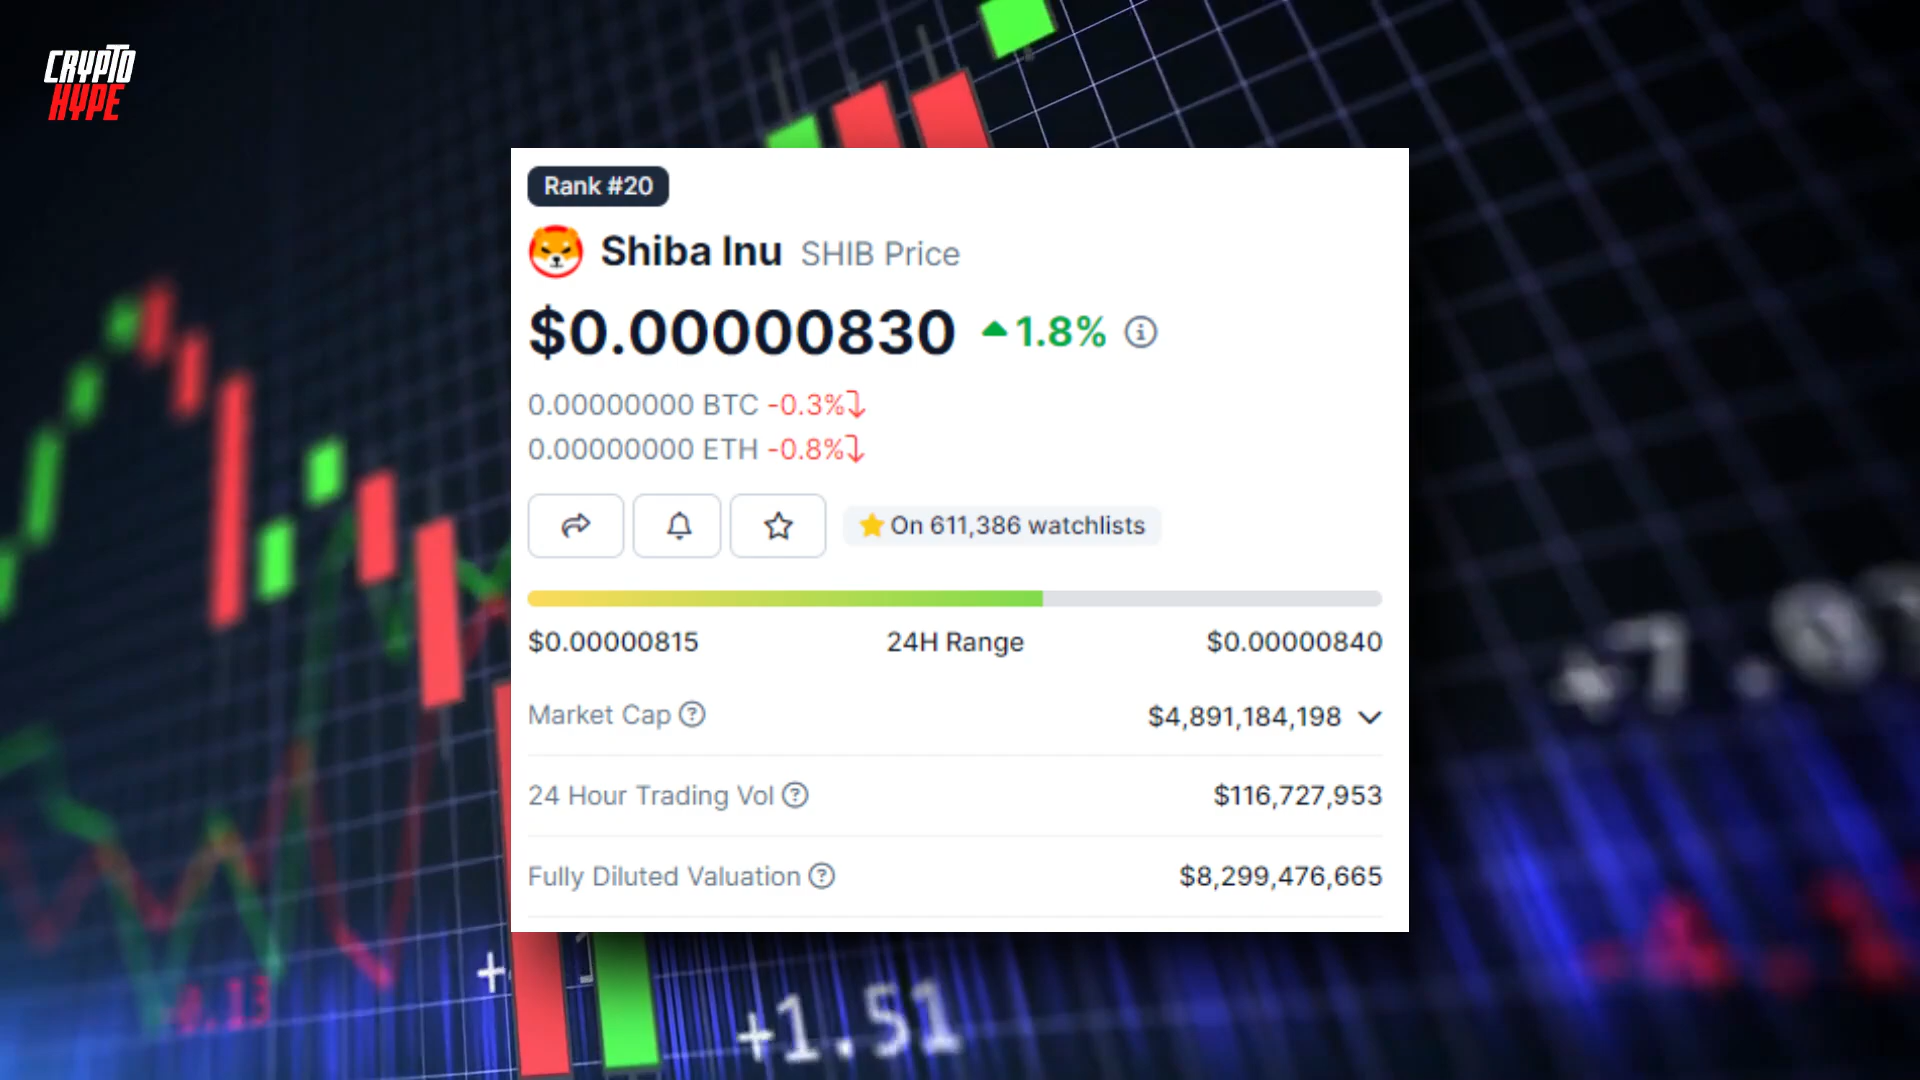 CRYPTO
HYPE
Rank #20
Shiba Inu SHIB Price
$0.00000830 1.8%
0.00000000 BTC -0.3%
0.00000000 ETH -0.8%
On 611,386 watchlists
$0.00000815 24H Range $0.00000840
Market Cap $4,891,184,198
24 Hour Trading Vol $116,727,953
Fully Diluted Valuation $8,299,476,665
-0.13
+1.51